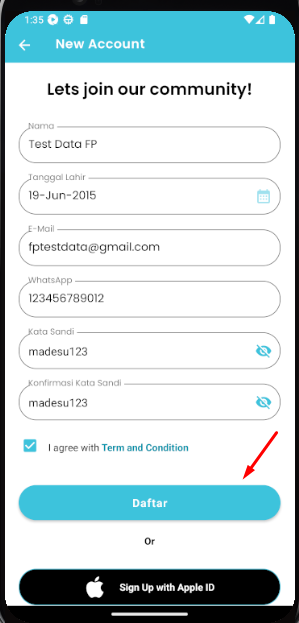 1:35
New Account
Lets join our community!
Nama
Test Data FP
Tanggal Lahir
19-Jun-2015
E-Mail
fptestdata@gmail.com
WhatsApp
123456789012
Kata Sandi
madesu123
Konfirmasi Kata Sandi
madesu123
I agree with Term and Condition
Daftar
Or
Sign Up with Apple ID